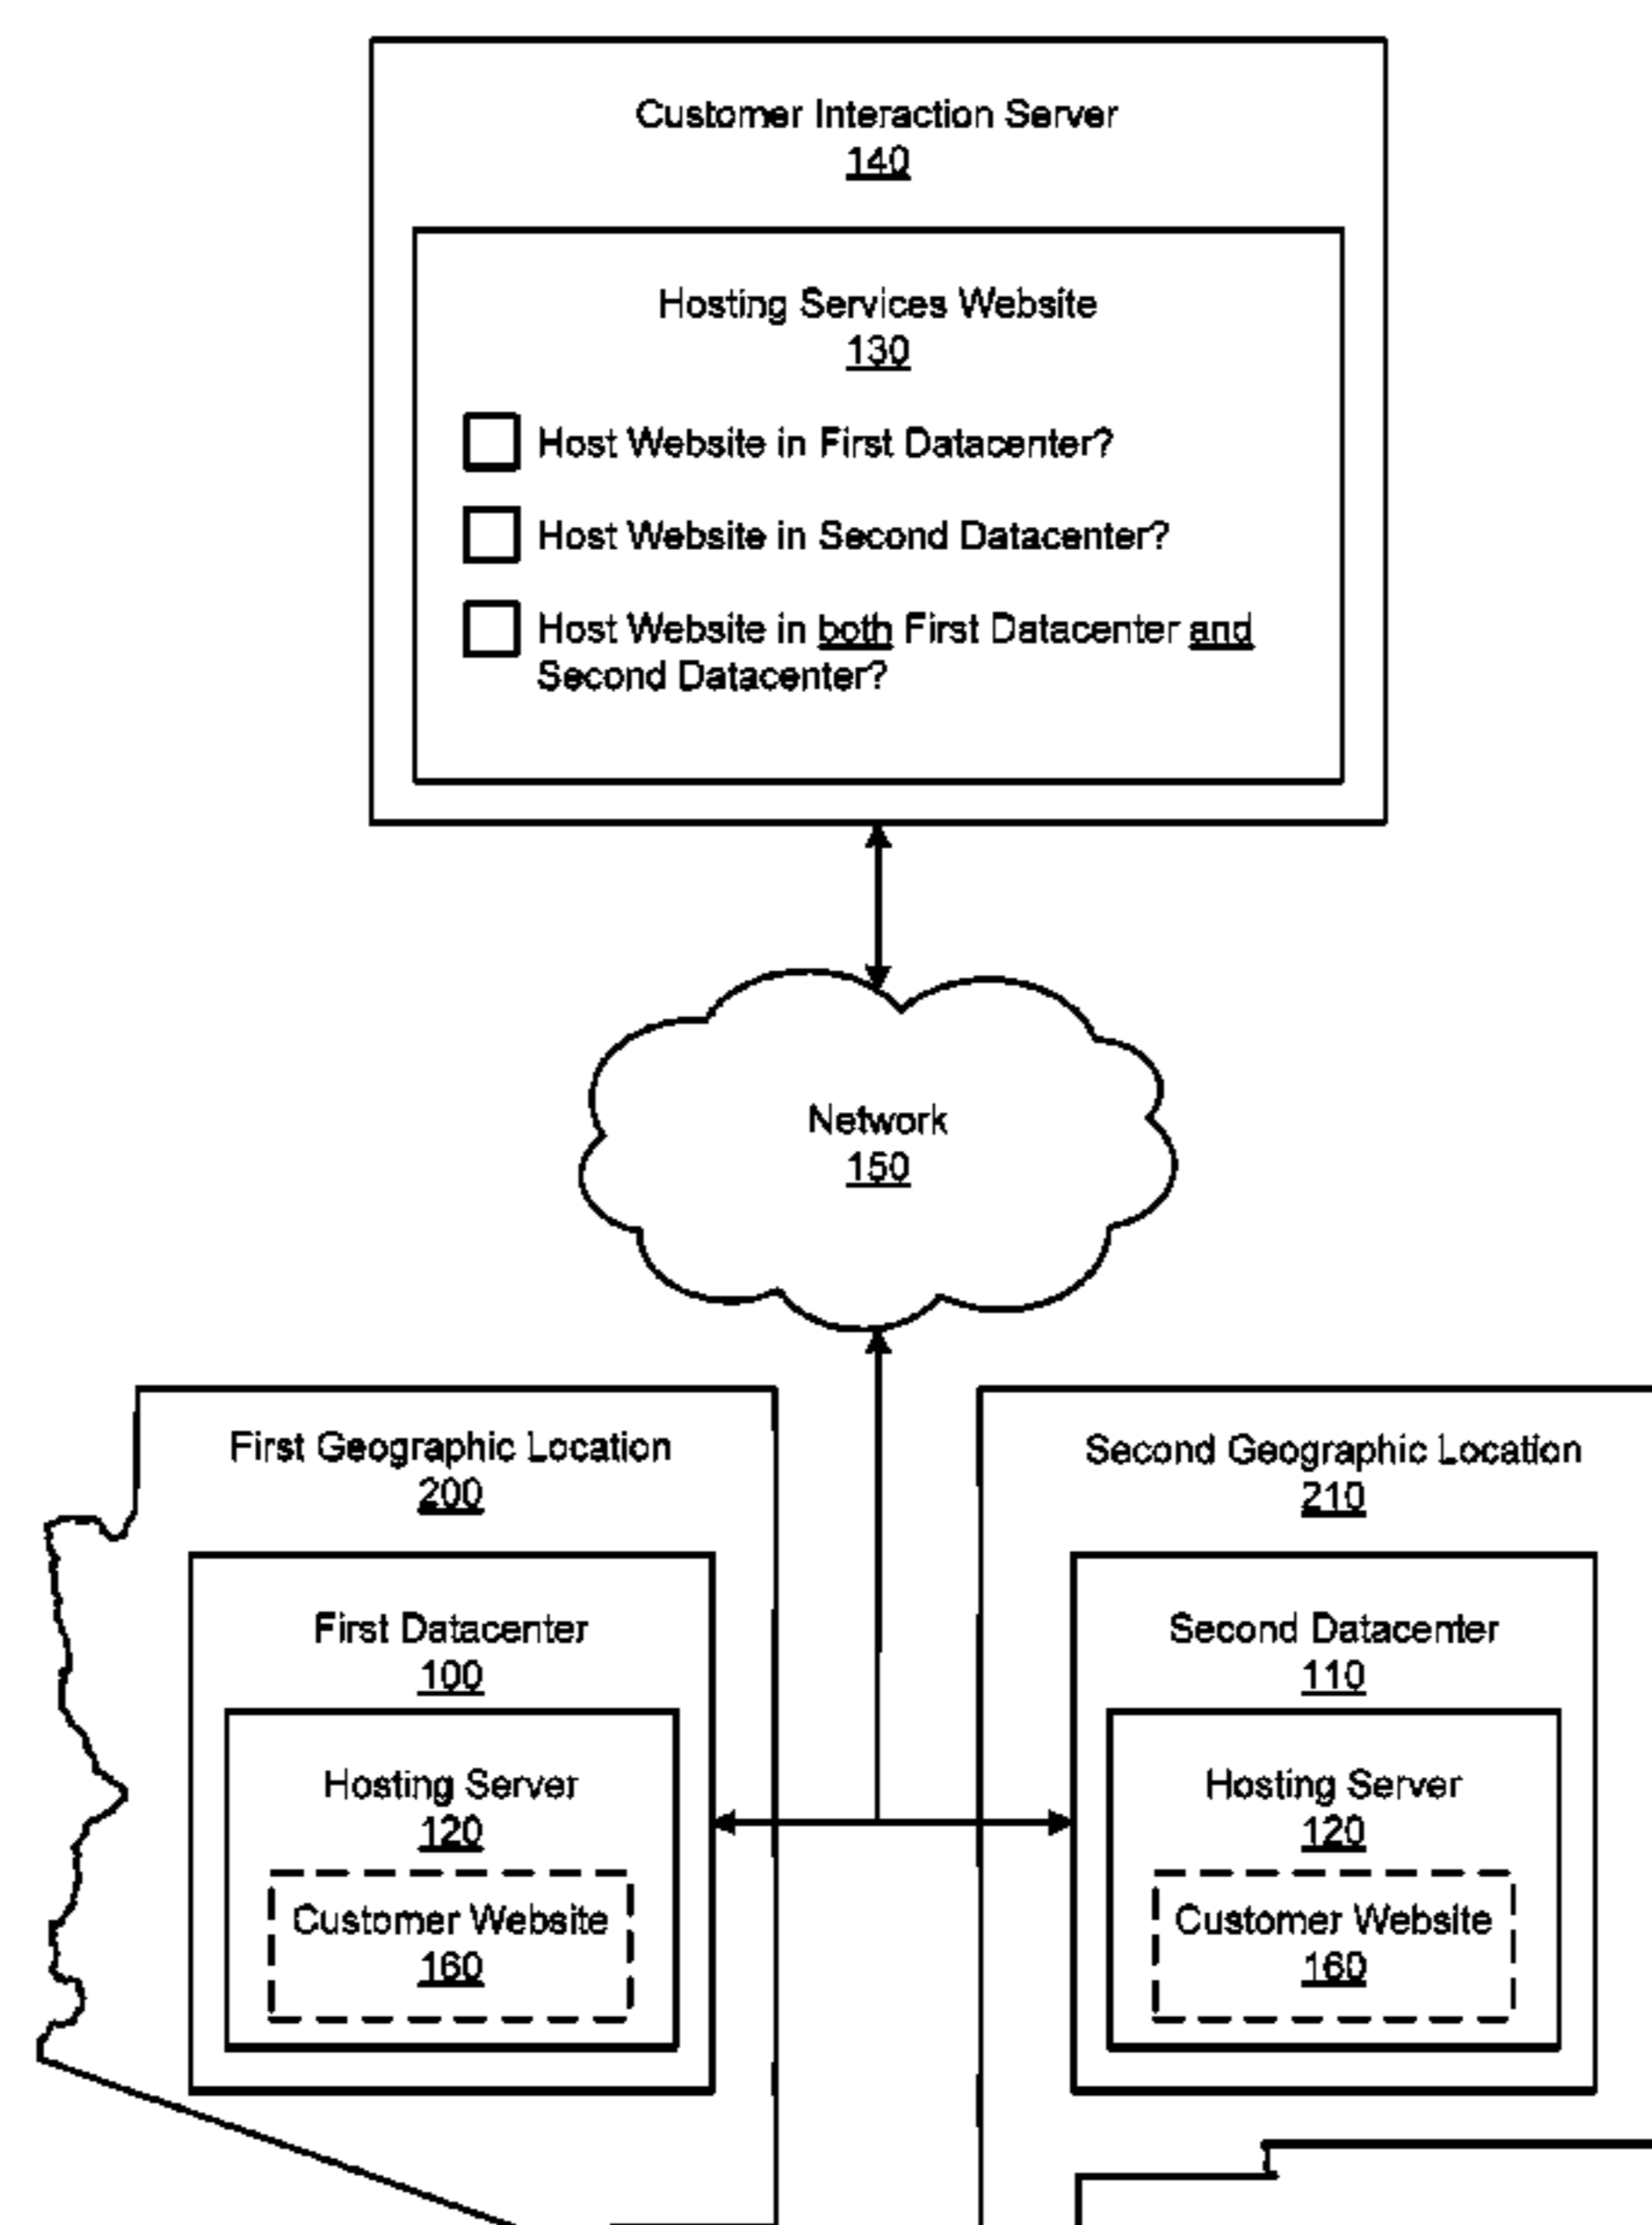 Customer Interaction Server
140
Hosting Services Website
130
Host Website in First Datacenter?
Host Website in Second Datacenter?
Host Website in both First Datacenter and
Second Datacenter?
Network
150
First Geographic Location
200
First Datacenter
100
Hosting Server
120
Customer Website
160
Second Geographic Location
210
Second Datacenter
110
Hosting Server
120
Customer Website
160